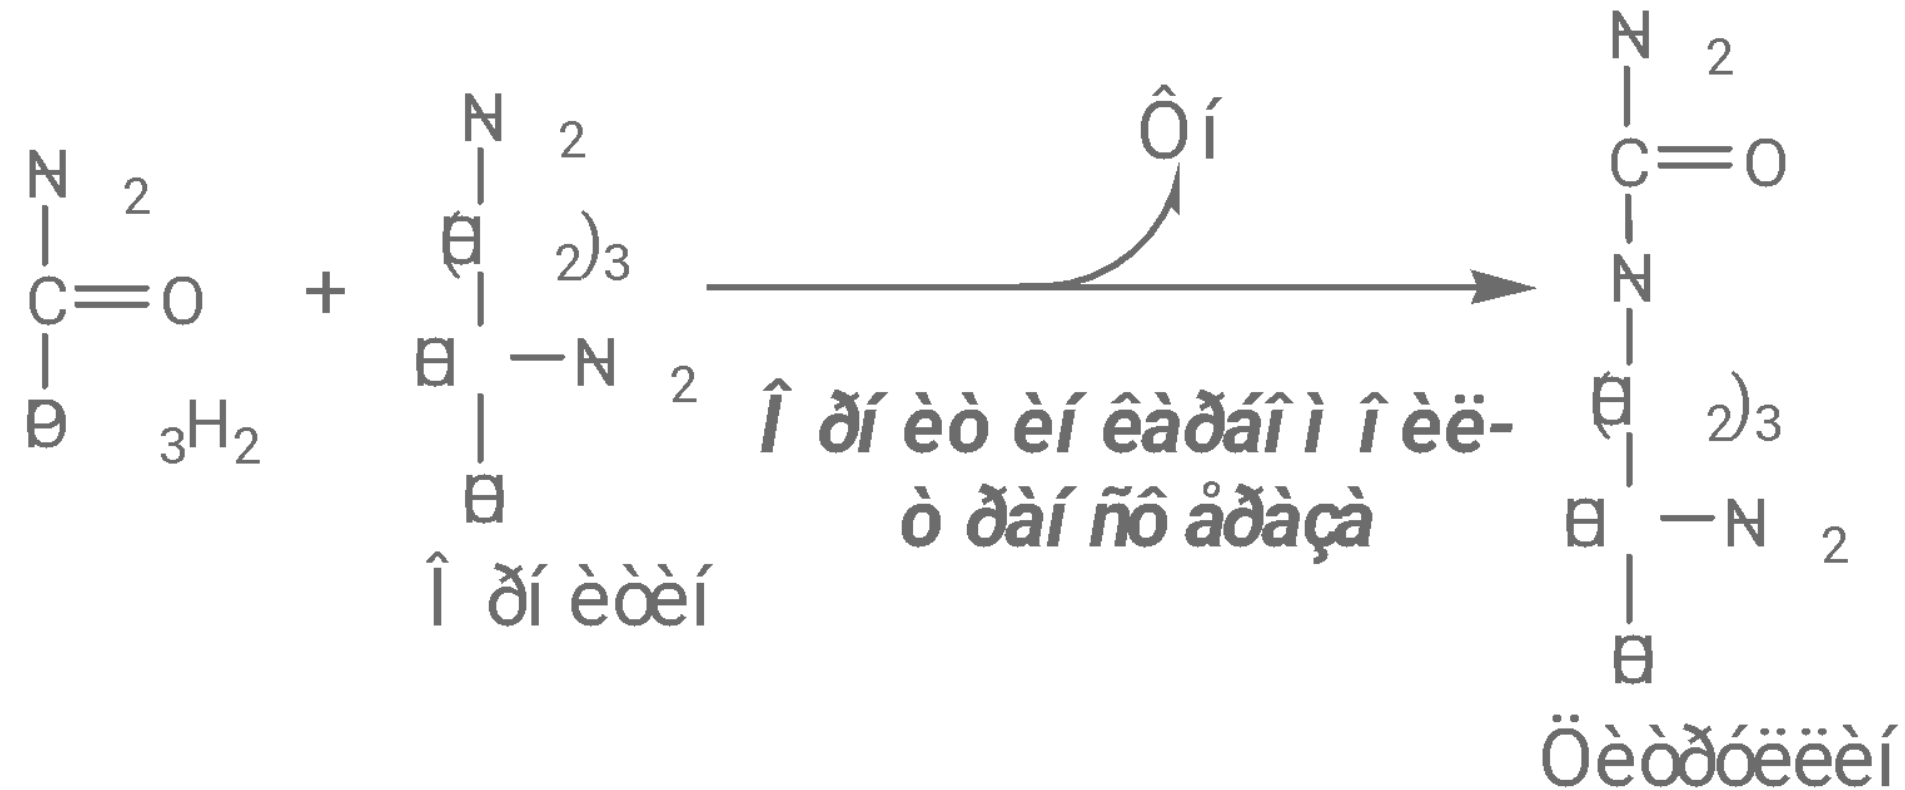 N 2
C=O
3H2
+
N 2
2)3
N 2
Î ðí èòèí
Ôí
Î ðí èò èí êàðáîì î èë-
ò ðàí ñô åðàçà
N 2
C=O
N
2)3
N 2
Öèòðóëëèí